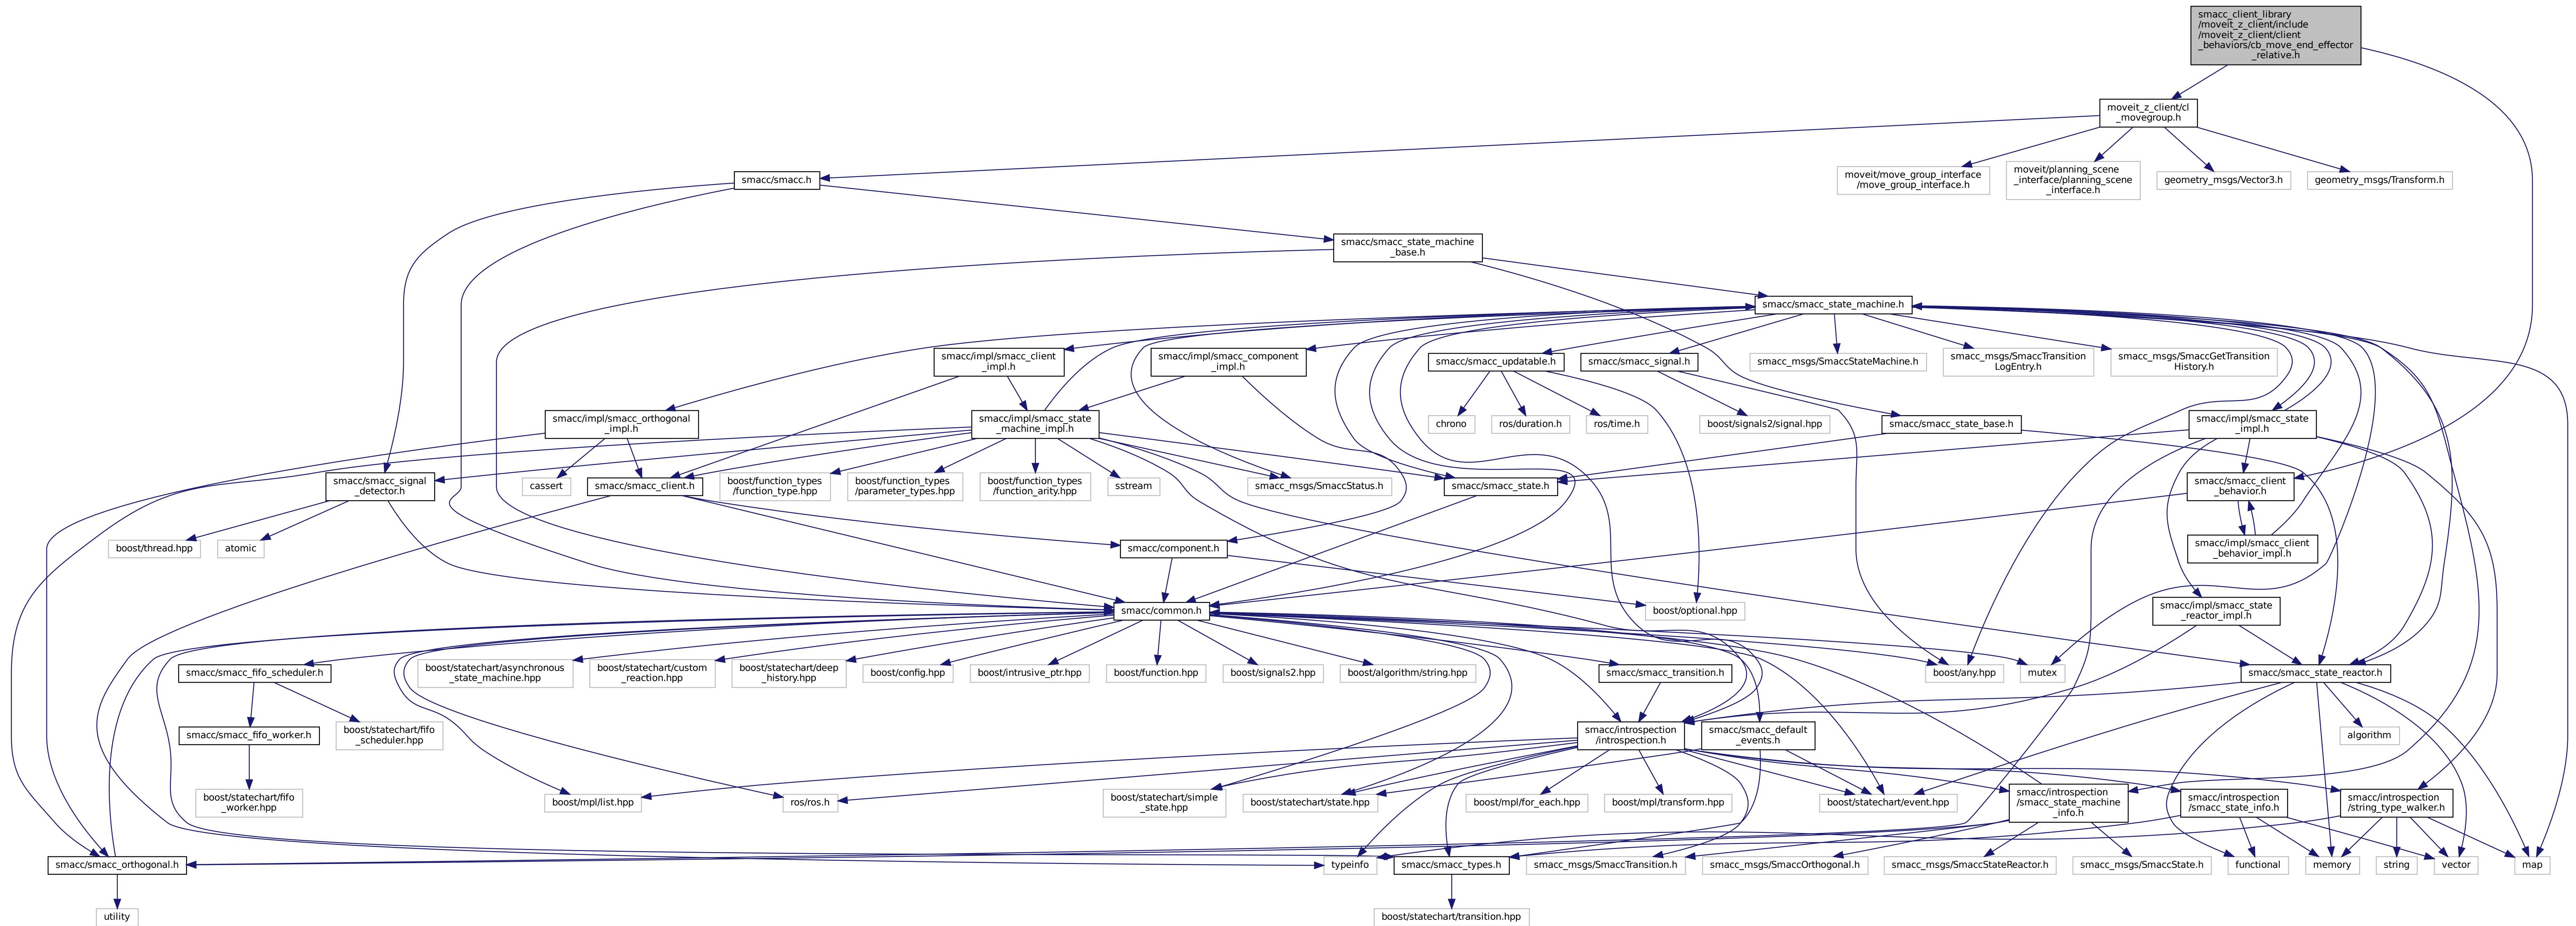 smacc_client_library
/moveit_z_client/include
/moveit_z_client/client
_behaviors/cb_move_end_effector
_relative.h
moveit_z_client/cl
_movegroup.h
smacc/smacc.h
moveit/move_group_interface
/move_group_interface.h
moveit/planning_scene
_interface/planning_scene
_interface.h
geometry_msgs/Vector3.h
geometry_msgs/Transform.h
smacc/smacc_state_machine
_base.h
smacc/smacc_state_machine.h
smacc/impl/smacc_client
_impl.h
smacc/impl/smacc_component
_impl.h
smacc/smacc_updatable.h
smacc/smacc_signal.h
smacc_msgs/SmaccStateMachine.h
smacc_msgs/SmaccTransition
LogEntry.h
smacc_msgs/SmaccGetTransition
History.h
smacc/impl/smacc_orthogonal
_impl.h
smacc/impl/smacc_state
_machine_impl.h
chrono
ros/duration.h
ros/time.h
boost/signals2/signal.hpp
smacc/smacc_state_base.h
smacc/impl/smacc_state
_impl.h
smacc/smacc_signal
_detector.h
cassert
smacc/smacc_client.h
boost/function_types
/function_type.hpp
boost/function_types
/parameter_types.hpp
boost/function_types
/function_arity.hpp
sstream
smacc_msgs/SmaccStatus.h
smacc/smacc_state.h
smacc/smacc_client
_behavior.h
boost/thread.hpp
atomic
smacc/component.h
smacc/impl/smacc_client
_behavior_impl.h
smacc/common.h
boost/optional.hpp
smacc/impl/smacc_state
_reactor_impl.h
smacc/smacc_fifo_scheduler.h
boost/statechart/asynchronous
_state_machine.hpp
boost/statechart/custom
_reaction.hpp
boost/statechart/deep
_history.hpp
boost/config.hpp
boost/intrusive_ptr.hpp
boost/function.hpp
boost/signals2.hpp
boost/algorithm/string.hpp
smacc/smacc_transition.h
boost/any.hpp
mutex
smacc/smacc_state_reactor.h
smacc/smacc_fifo_worker.h
boost/statechart/fifo
_scheduler.hpp
smacc/introspection
/introspection.h
smacc/smacc_default
_events.h
algorithm
boost/statechart/fifo
_worker.hpp
boost/mpl/list.hpp
ros/ros.h
boost/statechart/simple
_state.hpp
boost/statechart/state.hpp
boost/mpl/for_each.hpp
boost/mpl/transform.hpp
boost/statechart/event.hpp
smacc/introspection
/smacc_state_machine
_info.h
smacc/introspection
/smacc_state_info.h
smacc/introspection
/string_type_walker.h
smacc/smacc_orthogonal.h
typeinfo
smacc/smacc_types.h
smacc_msgs/SmaccTransition.h
smacc_msgs/SmaccOrthogonal.h
smacc_msgs/SmaccStateReactor.h
smacc_msgs/SmaccState.h
functional
memory
string
vector
map
utility
boost/statechart/transition.hpp